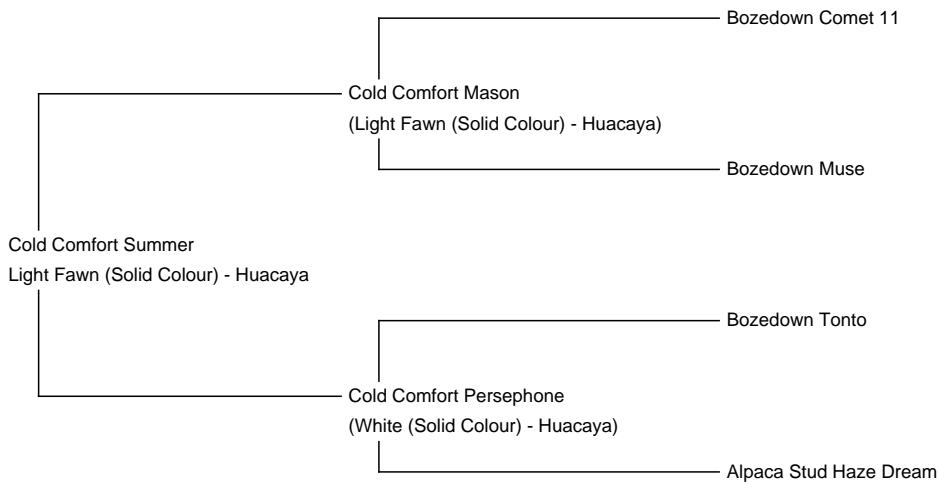 Bozedown Comet 11
Cold Comfort Mason
(Light Fawn (Solid Colour) - Huacaya)
Bozedown Muse
Cold Comfort Summer
Light Fawn (Solid Colour) - Huacaya
Bozedown Tonto
Cold Comfort Persephone
(White (Solid Colour) - Huacaya)
Alpaca Stud Haze Dream